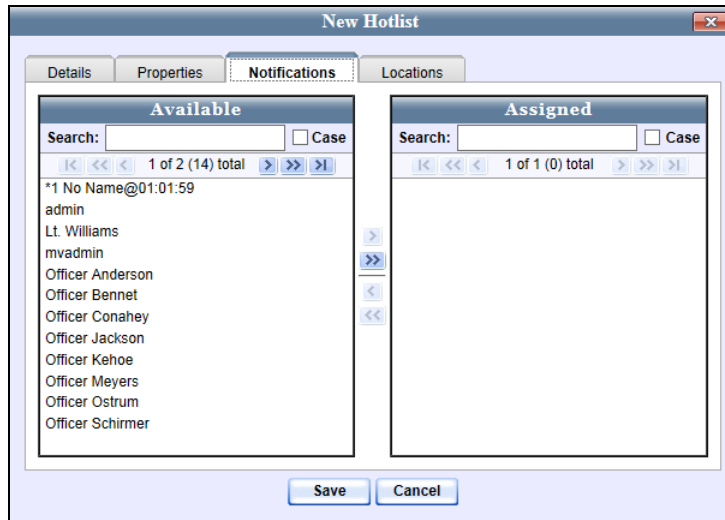 New Hotlist
Details Properties Notifications Locations
Available
Search: Case
1 of 2 (14) total
*1 No Name@01:01:59
admin
Lt. Williams
mvadmin
Officer Anderson
Officer Bennet
Officer Conahey
Officer Jackson
Officer Kehoe
Officer Meyers
Officer Ostrum
Officer Schirmer
Assigned
Search: Case
1 of 1 (0) total
Save Cancel